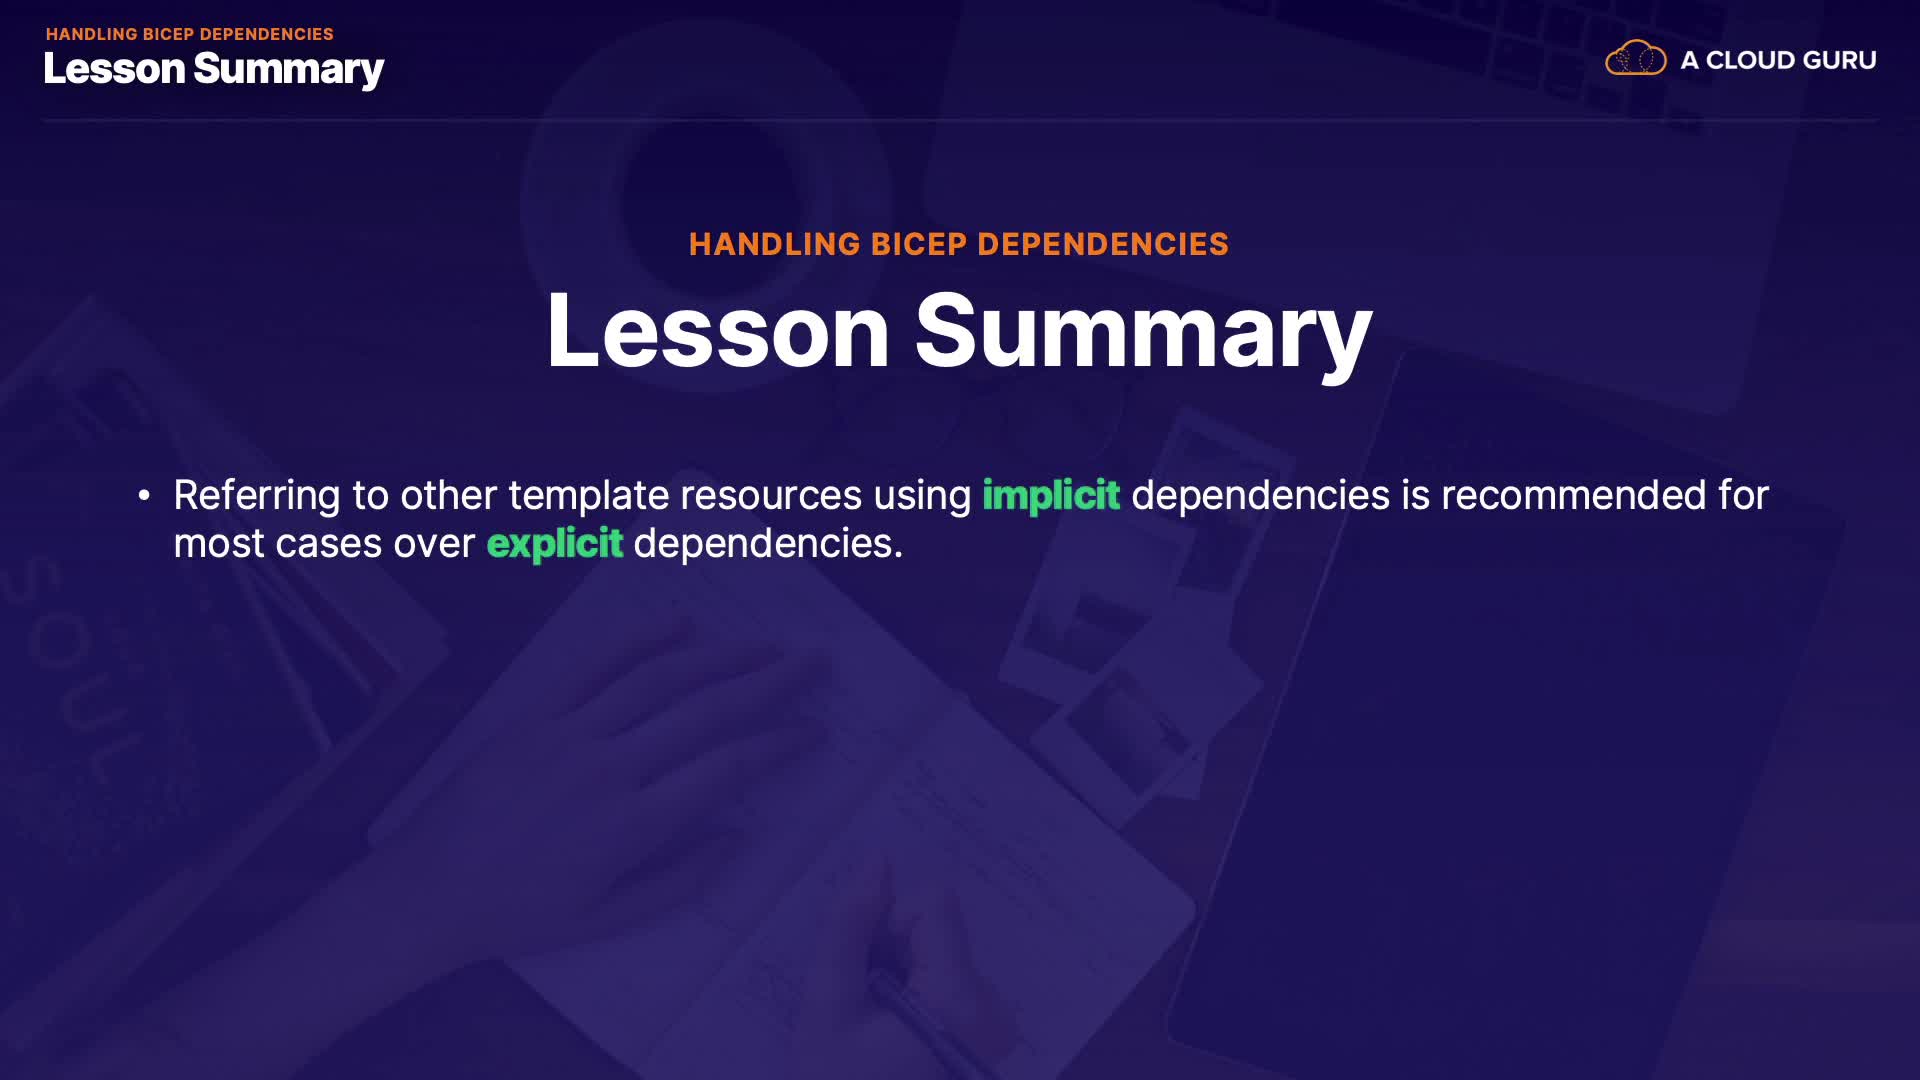 HANDLING BICEP DEPENDENCIES
Lesson Summary
A CLOUD GURU
HANDLING BICEP DEPENDENCIES
Lesson Summary
• Referring to other template resources using implicit dependencies is recommended for
most cases over explicit dependencies.
SOUL